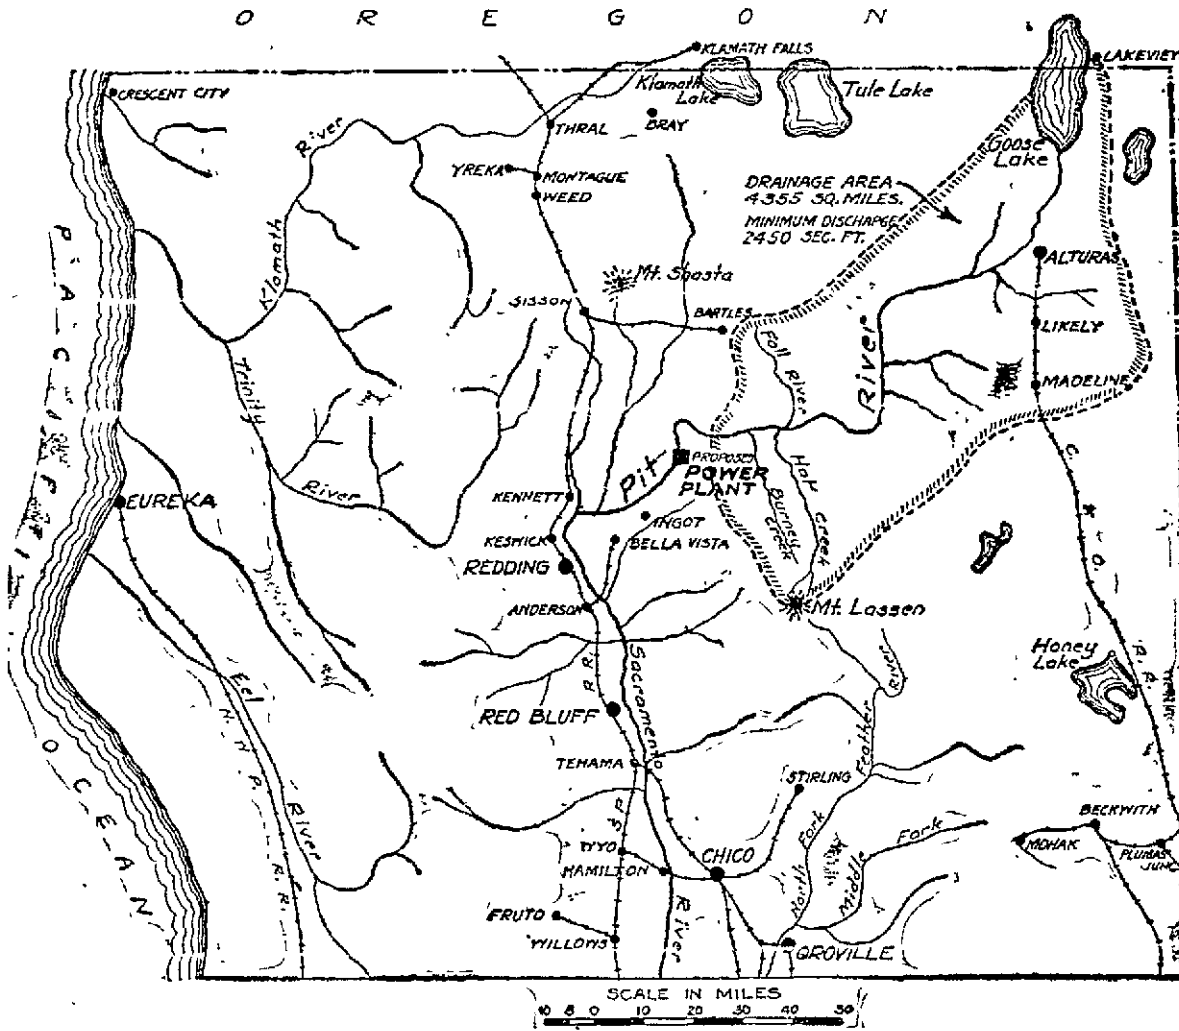 OREGON
KLAMATH FALLS
LAKEVIEW
Klamath
Lake
Tule Lake
CRESCENT CITY
River
THRAL
BRAY
Goose
Lake
YREKA
MONTAGUE
WEED
DRAINAGE AREA
4355 SQ. MILES.
MINIMUM DISCHARGE
2450 SEC. FT.
PACIFIC
OCEAN
Klamath
ALTURAS
Mt. Shasta
SISSON
BARTLES
LIKELY
Fall River
River
Trinity
MADELINE
PROPOSED
POWER
PLANT
Pit
Hat
Creek
Burney
Creek
EUREKA
River
KENNETT
INGOT
KESWICK
BELLA VISTA
REDDING
ANDERSON
Mt. Lassen
Honey
Lake
R. R.
Sacramento
River
Feather
Eel
River
N. W. P.
R. R.
RED BLUFF
TEHAMA
STIRLING
S P
WYO
HAMILTON
CHICO
North
Fork
Middle
Fork
BECKWITH
MOHAK
PLUMAS
JUNC
N-C-O.
R. R.
FRUTO
WILLOWS
River
OROVILLE
SCALE IN MILES
10 5 0 10 20 30 40 50